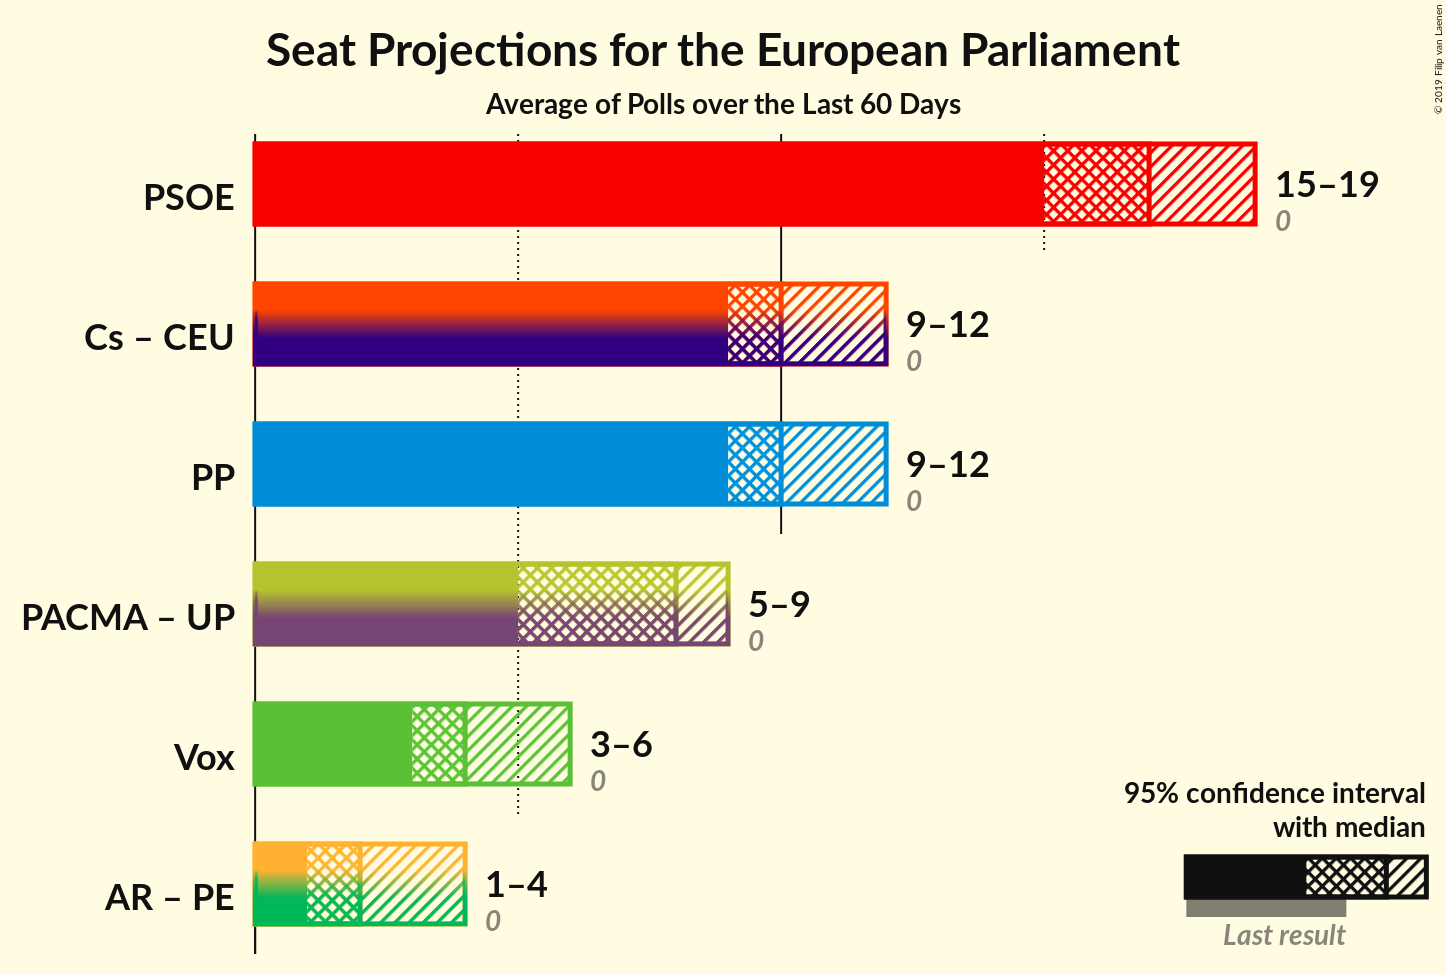 Seat Projections for the European Parliament
Average of Polls over the Last 60 Days
© 2019 Filip van Laenen
PSOE
15–19
0
Cs – CEU
9–12
0
PP
9–12
0
PACMA – UP
5–9
0
Vox
3–6
0
AR – PE
1–4
0
95% confidence interval
with median
Last result